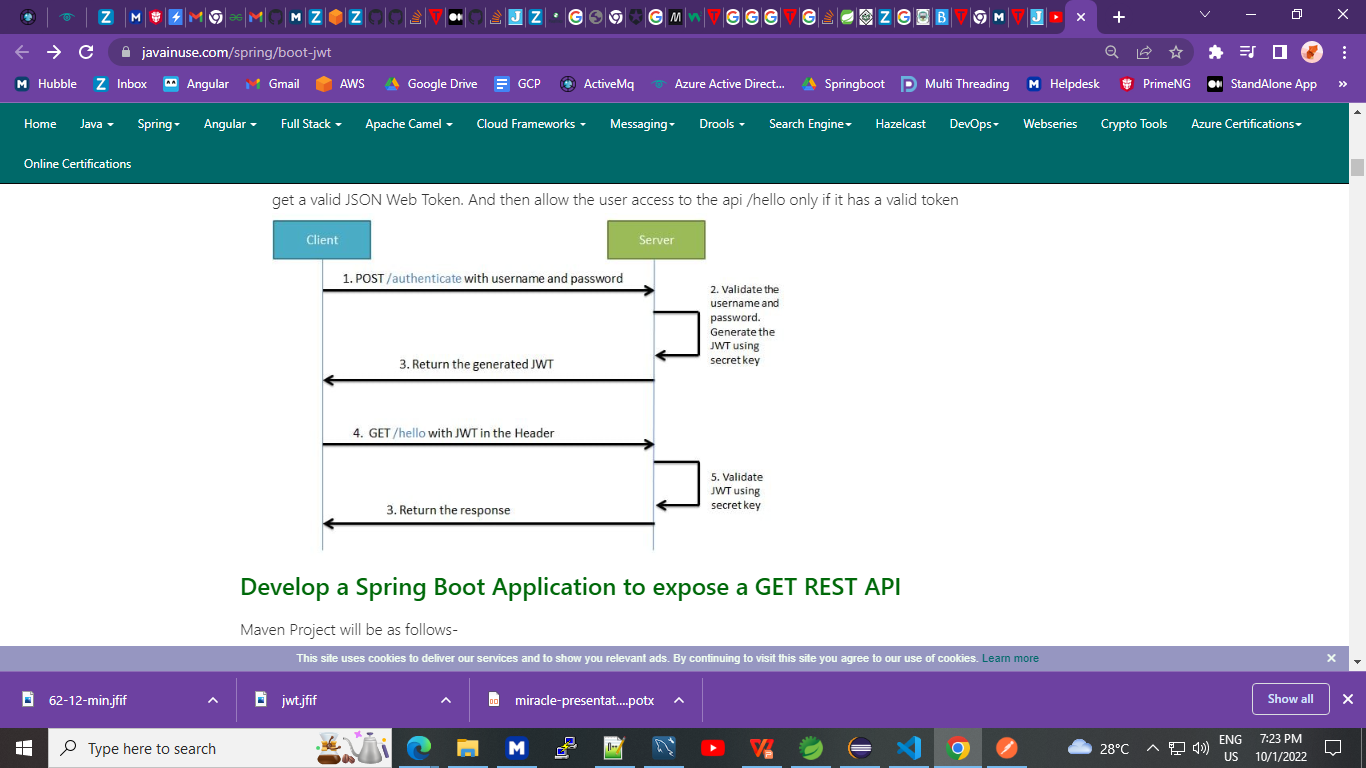 javainuse.com/spring/boot-jwt
Hubble
Inbox
Angular
Gmail
AWS
Google Drive
GCP
ActiveMq
Azure Active Direct...
Springboot
Multi Threading
Helpdesk
PrimeNG
StandAlone App
»
Home
Java
Spring
Angular
Full Stack
Apache Camel
Cloud Frameworks
Messaging
Drools
Search Engine
Hazelcast
DevOps
Webseries
Crypto Tools
Azure Certifications
Online Certifications
get a valid JSON Web Token. And then allow the user access to the api /hello only if it has a valid token
Client
Server
1. POST /authenticate with username and password
2. Validate the
username and
password.
Generate the
JWT using
secret key
3. Return the generated JWT
4. GET /hello with JWT in the Header
5. Validate
JWT using
secret key
3. Return the response
Develop a Spring Boot Application to expose a GET REST API
Maven Project will be as follows-
This site uses cookies to deliver our services and to show you relevant ads. By continuing to visit this site you agree to our use of cookies. Learn more
62-12-min.jfif
jwt.jfif
miracle-presentat....potx
Show all
Type here to search
28°C
ENG
US
7:23 PM
10/1/2022